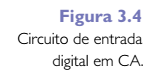 Figura 3.4
Circuito de entrada
digital em CA.